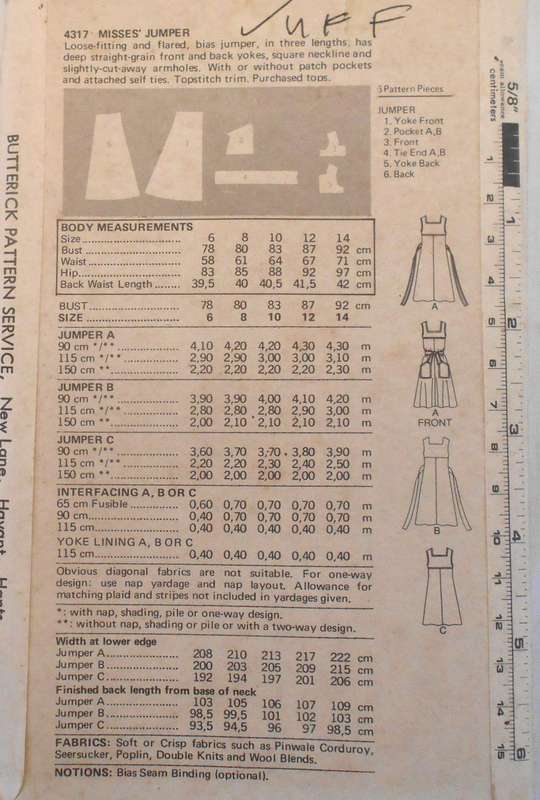 UFF
4317 MISSES' JUMPER
Loose-fitting and flared, bias jumper, in three lengths, has
deep straight-grain front and back yokes, square neckline and
slightly-cut-away armholes. With or without patch pockets
and attached self ties. Topstitch trim. Purchased tops.
6 Pattern Pieces
JUMPER
1. Yoke Front
2. Pocket A,B
3. Front
4. Tie End A,B
5. Yoke Back
6. Back
BODY MEASUREMENTS
Size 6 8 10 12 14
Bust 78 80 83 87 92 cm
Waist 58 61 64 67 71 cm
Hip 83 85 88 92 97 cm
Back Waist Length 39,5 40 40,5 41,5 42 cm
BUST 78 80 83 87 92 cm
SIZE 6 8 10 12 14
JUMPER A
90 cm */** 4,10 4,20 4,20 4,30 4,30 m
115 cm */** 2,90 2,90 3,00 3,00 3,10 m
150 cm ** 2,20 2,20 2,20 2,20 2,30 m
JUMPER B
90 cm */** 3,90 3,90 4,00 4,10 4,20 m
115 cm */** 2,80 2,80 2,80 2,90 3,00 m
150 cm ** 2,00 2,10 2,10 2,10 2,10 m
JUMPER C
90 cm */** 3,60 3,70 3,70 3,80 3,90 m
115 cm */** 2,20 2,20 2,30 2,40 2,50 m
150 cm ** 2,00 2,00 2,00 2,00 2,00 m
INTERFACING A, B OR C
65 cm Fusible 0,60 0,70 0,70 0,70 0,70 m
90 cm 0,40 0,70 0,70 0,70 0,70 m
115 cm 0,40 0,40 0,40 0,40 0,40 m
YOKE LINING A, B OR C
115 cm 0,40 0,40 0,40 0,40 0,40 m
Obvious diagonal fabrics are not suitable. For one-way
design: use nap yardage and nap layout. Allowance for
matching plaid and stripes not included in yardages given.
*: with nap, shading, pile or one-way design.
**: without nap, shading or pile or with a two-way design.
Width at lower edge
Jumper A 208 210 213 217 222 cm
Jumper B 200 203 205 209 215 cm
Jumper C 192 194 197 201 206 cm
Finished back length from base of neck
Jumper A 103 105 106 107 109 cm
Jumper B 98,5 99,5 101 102 103 cm
Jumper C 93,5 94,5 96 97 98,5 cm
FABRICS: Soft or Crisp fabrics such as Pinwale Corduroy,
Seersucker, Poplin, Double Knits and Wool Blends.
NOTIONS: Bias Seam Binding (optional).
A
A
FRONT
B
C
BUTTERICK PATTERN SERVICE, New Lane, Havant, Hants
5/8"
seam allowance
centimeters
1 2 3 4 5 6 7 8 9 10 11 12 13 14 15
1 2 3 4 5 6